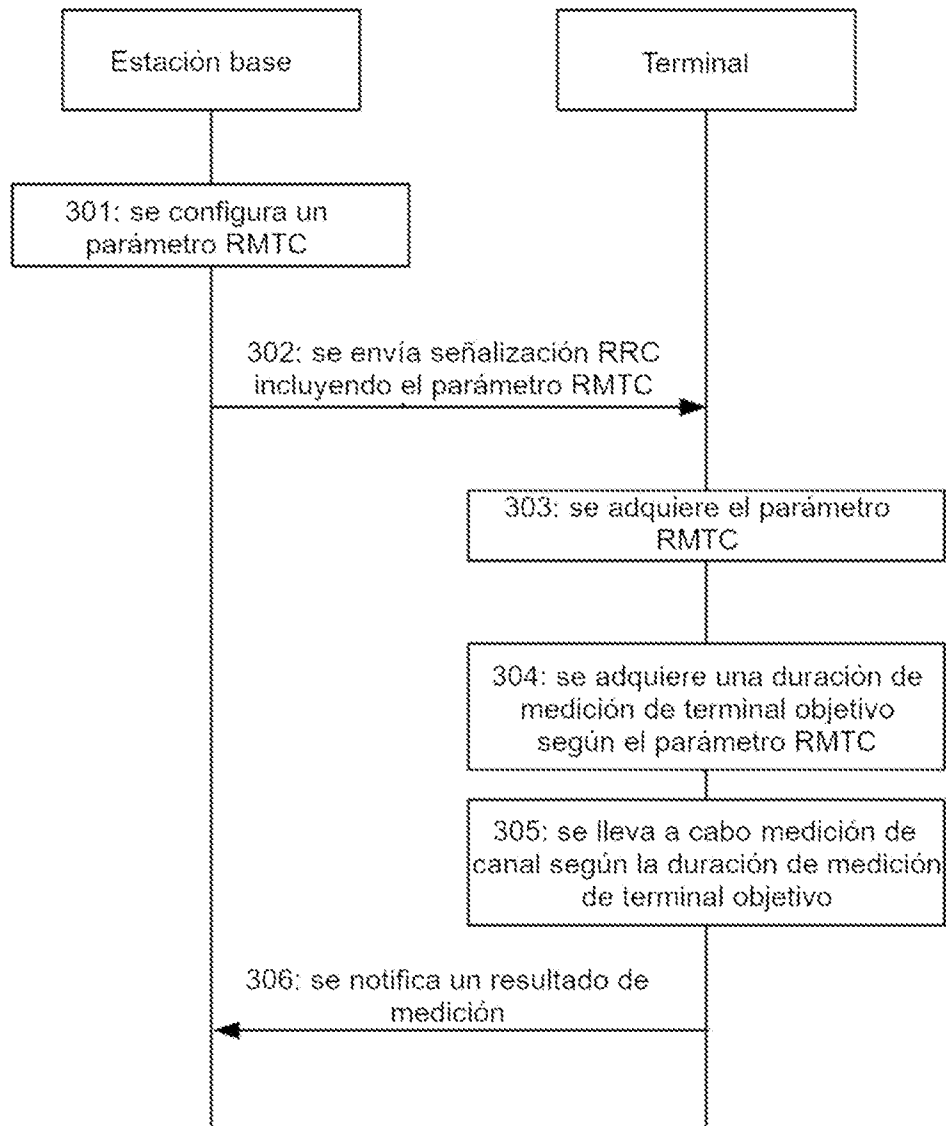 Estación base
Terminal
301: se configura un
parámetro RMTC
302: se envía señalización RRC
incluyendo el parámetro RMTC
303: se adquiere el parámetro
RMTC
304: se adquiere una duración de
medición de terminal objetivo
según el parámetro RMTC
305: se lleva a cabo medición de
canal según la duración de medición
de terminal objetivo
306: se notifica un resultado de
medición